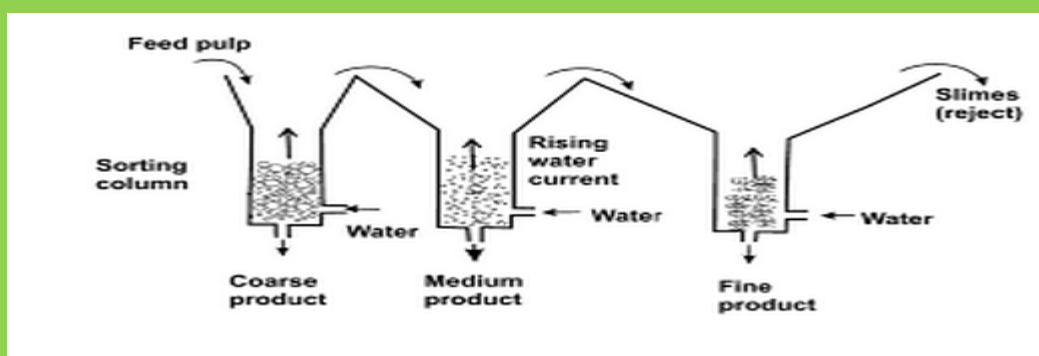 Feed pulp
Slimes
(reject)
Sorting
column
Rising
water
current
Water
Water
Water
Coarse
product
Medium
product
Fine
product